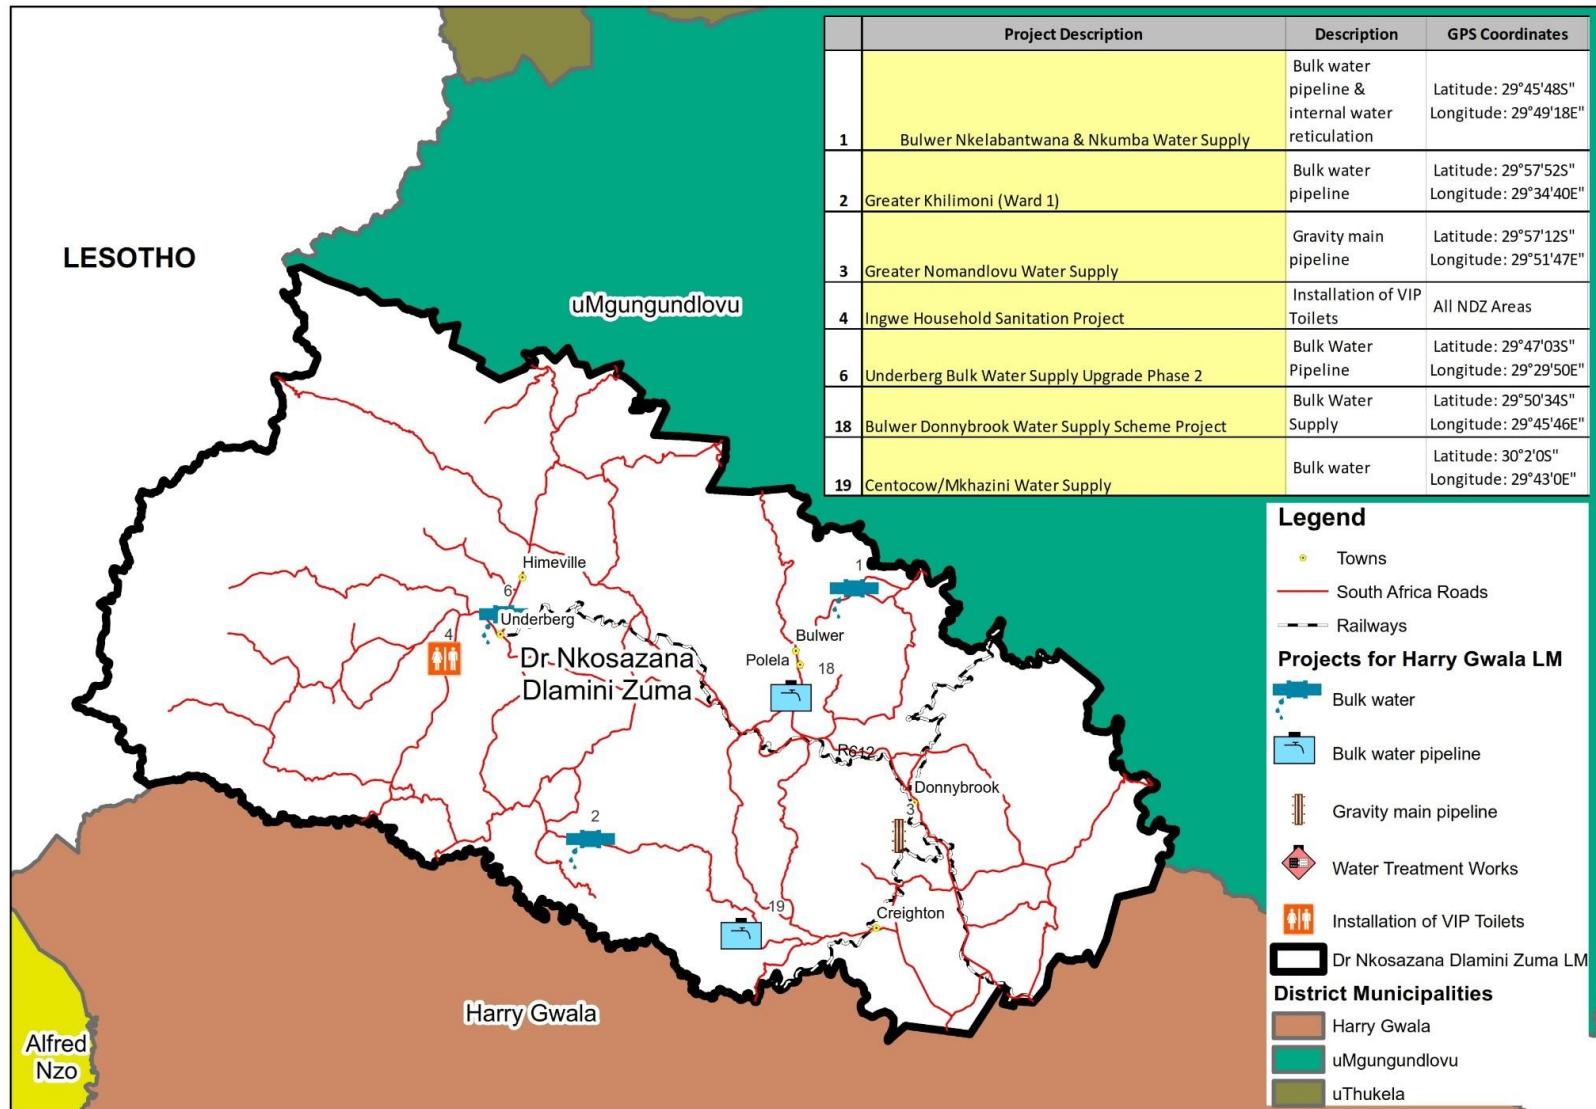 Project Description Description GPS Coordinates
1 Bulwer Nkelabantwana & Nkumba Water Supply
Bulk water
pipeline &
internal water
reticulation
Latitude: 29°45'48S"
Longitude: 29°49'18E"
2 Greater Khilimoni (Ward 1)
Bulk water
pipeline
Latitude: 29°57'52S"
Longitude: 29°34'40E"
3 Greater Nomandlovu Water Supply
Gravity main
pipeline
Latitude: 29°57'12S"
Longitude: 29°51'47E"
4 Ingwe Household Sanitation Project
Installation of VIP
Toilets
All NDZ Areas
6 Underberg Bulk Water Supply Upgrade Phase 2
Bulk Water
Pipeline
Latitude: 29°47'03S"
Longitude: 29°29'50E"
18 Bulwer Donnybrook Water Supply Scheme Project
Bulk Water
Supply
Latitude: 29°50'34S"
Longitude: 29°45'46E"
19 Centocow/Mkhazini Water Supply
Bulk water
Latitude: 30°2'0S"
Longitude: 29°43'0E"
LESOTHO
uMgungundlovu
Himeville
1
6
Underberg
4
Bulwer
Polela
18
Dr Nkosazana
Dlamini Zuma
R612
Donnybrook
3
2
19
Creighton
Harry Gwala
Alfred
Nzo
Legend
Towns
South Africa Roads
Railways
Projects for Harry Gwala LM
Bulk water
Bulk water pipeline
Gravity main pipeline
Water Treatment Works
Installation of VIP Toilets
Dr Nkosazana Dlamini Zuma LM
District Municipalities
Harry Gwala
uMgungundlovu
uThukela